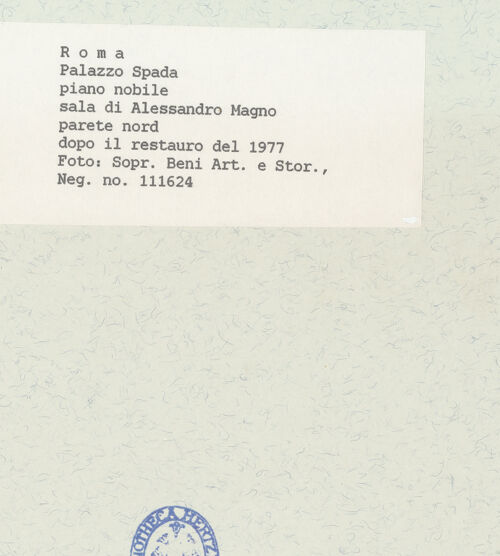 R o m a
Palazzo Spada
piano nobile
sala di Alessandro Magno
parete nord
dopo il restauro del 1977
Foto: Sopr. Beni Art. e Stor.,
Neg. no. 111624